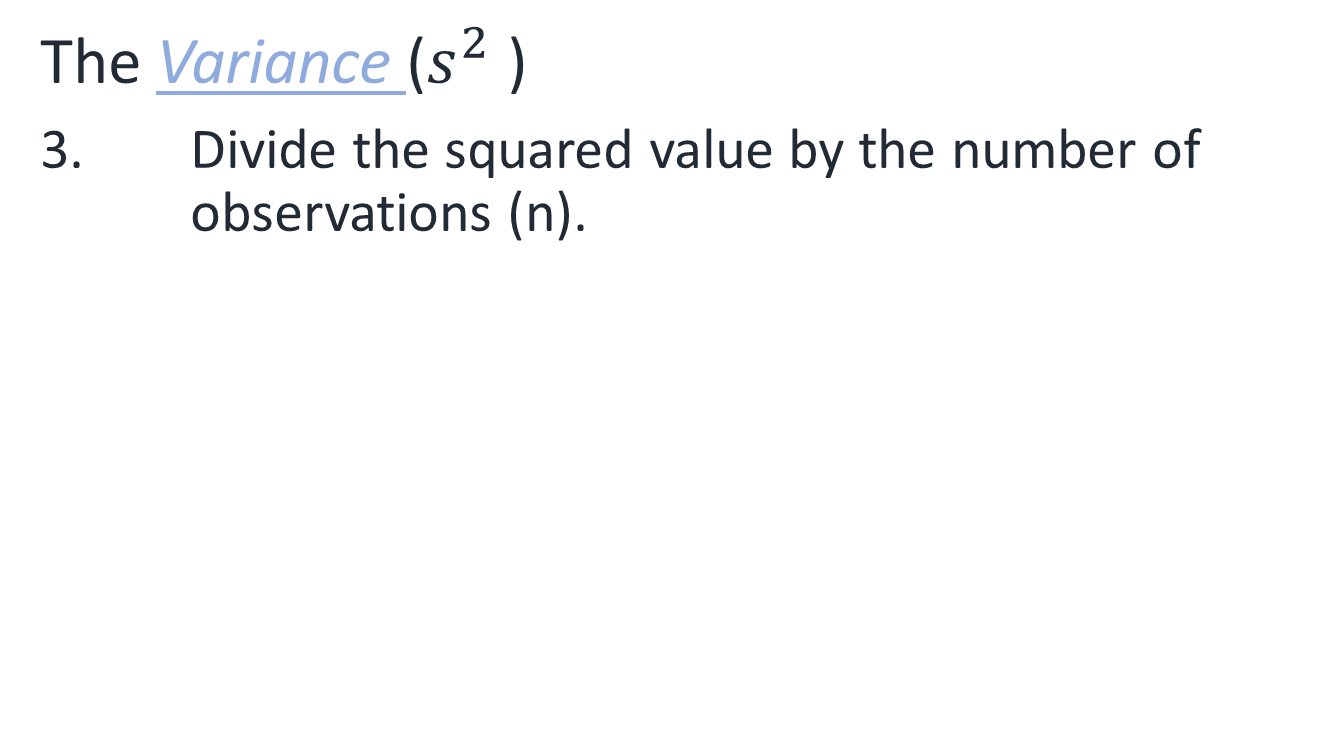 The Variance (s² )
3. Divide the squared value by the number of
observations (n).